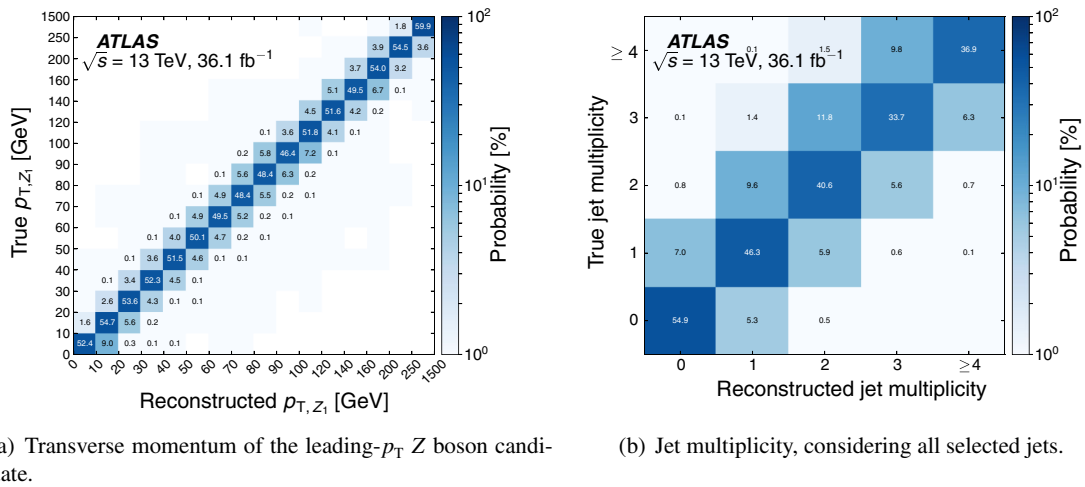 ATLAS
√s = 13 TeV, 36.1 fb⁻¹
True p_T,Z₁ [GeV]
1500
1.8 59.9
250
3.9 54.5 3.6
200
3.7 54.0 3.2
160
5.1 49.5 6.7 0.1
140
4.5 51.6 4.2 0.2
120
0.1 3.6 51.8 4.1 0.1
100
0.2 5.8 46.4 7.2 0.1
90
0.1 5.6 48.4 6.3 0.2
80
0.1 4.9 48.4 5.5 0.2 0.1
70
0.1 4.9 49.5 5.2 0.2 0.1
60
0.1 4.0 50.1 4.7 0.2 0.1
50
0.1 3.6 51.5 4.6 0.1 0.1
40
0.1 3.4 52.3 4.5 0.1
30
2.6 53.6 4.3 0.1 0.1
20
1.6 54.7 5.6 0.2
10
52.4 9.0 0.3 0.1 0.1
0
0 10 20 30 40 50 60 70 80 90 100 120 140 160 200 250 1500
Reconstructed p_T,Z₁ [GeV]
10²
10¹
10⁰
Probability [%]
(a) Transverse momentum of the leading-p_T Z boson candi-
date.
ATLAS
√s = 13 TeV, 36.1 fb⁻¹
True jet multiplicity
≥4 0.1 1.5 9.8 36.9
3 0.1 1.4 11.8 33.7 6.3
2 0.8 9.6 40.6 5.6 0.7
1 7.0 46.3 5.9 0.6 0.1
0 54.9 5.3 0.5
0 1 2 3 ≥4
Reconstructed jet multiplicity
10²
10¹
10⁰
Probability [%]
(b) Jet multiplicity, considering all selected jets.